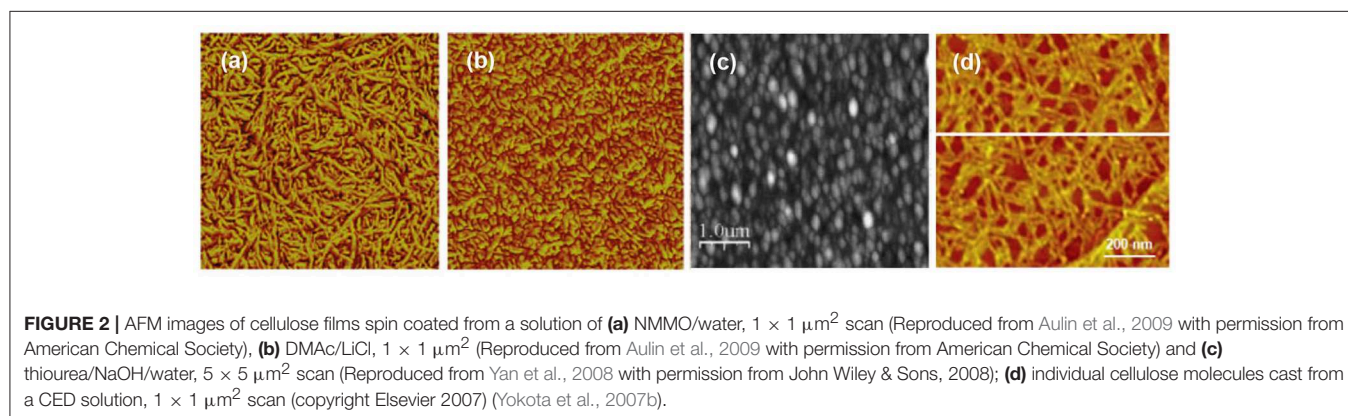 (a) (b) (c) (d)
1.0um
200 nm
FIGURE 2 | AFM images of cellulose films spin coated from a solution of (a) NMMO/water, 1 × 1 μm² scan (Reproduced from Aulin et al., 2009 with permission from
American Chemical Society), (b) DMAc/LiCl, 1 × 1 μm² (Reproduced from Aulin et al., 2009 with permission from American Chemical Society) and (c)
thiourea/NaOH/water, 5 × 5 μm² scan (Reproduced from Yan et al., 2008 with permission from John Wiley & Sons, 2008); (d) individual cellulose molecules cast from
a CED solution, 1 × 1 μm² scan (copyright Elsevier 2007) (Yokota et al., 2007b).